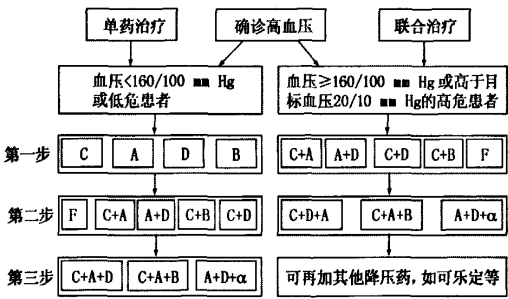 单药治疗 确诊高血压 联合治疗
血压<160/100 mm Hg
或低危患者
血压≥160/100 mm Hg 或高于目
标血压20/10 mm Hg的高危患者
第一步 C A D B C+A A+D C+D C+B F
第二步 F C+A A+D C+B C+D C+D+A C+A+B A+D+α
第三步 C+A+D C+A+B A+D+α 可再加其他降压药，如可乐定等